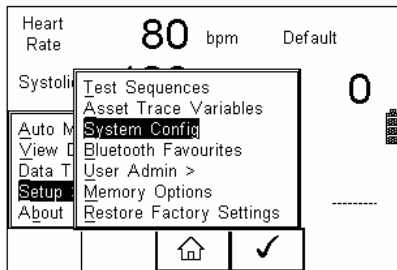 Heart
Rate 80 bpm Default
Systoli
0
Test Sequences
Asset Trace Variables
System Config
Bluetooth Favourites
User Admin >
Memory Options
Restore Factory Settings
Auto M
View D
Data T
Setup
About